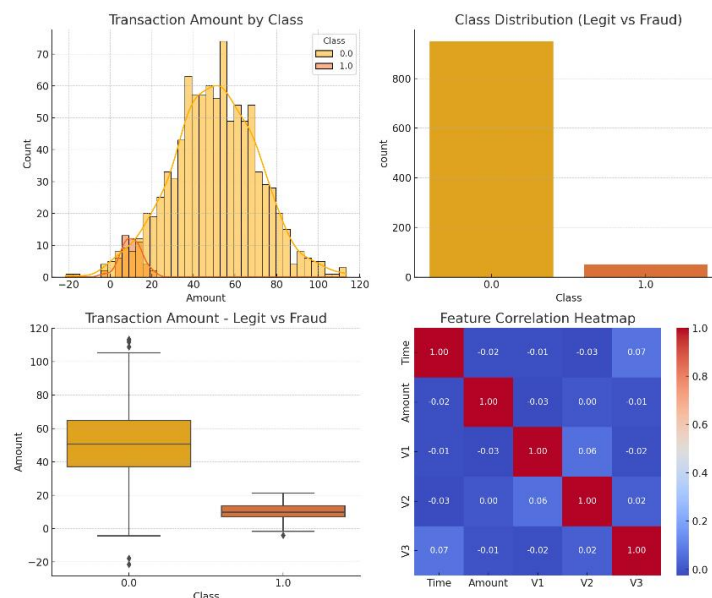 Transaction Amount by Class
Class
0.0
1.0
Count
70
60
50
40
30
20
10
0
−20 0 20 40 60 80 100 120
Amount
Class Distribution (Legit vs Fraud)
count
800
600
400
200
0
0.0 1.0
Class
Transaction Amount - Legit vs Fraud
Amount
120
100
80
60
40
20
0
−20
0.0 1.0
Class
Feature Correlation Heatmap
Time 1.00 -0.02 -0.01 -0.03 0.07
Amount -0.02 1.00 -0.03 0.00 -0.01
V1 -0.01 -0.03 1.00 0.06 -0.02
V2 -0.03 0.00 0.06 1.00 0.02
V3 0.07 -0.01 -0.02 0.02 1.00
Time Amount V1 V2 V3
1.0
0.8
0.6
0.4
0.2
0.0